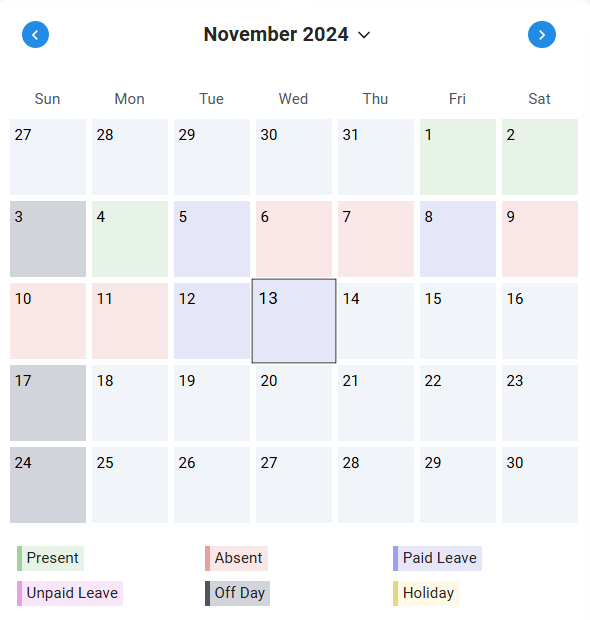 November 2024
Sun Mon Tue Wed Thu Fri Sat
27 28 29 30 31 1 2
3 4 5 6 7 8 9
10 11 12 13 14 15 16
17 18 19 20 21 22 23
24 25 26 27 28 29 30
Present Absent Paid Leave
Unpaid Leave Off Day Holiday